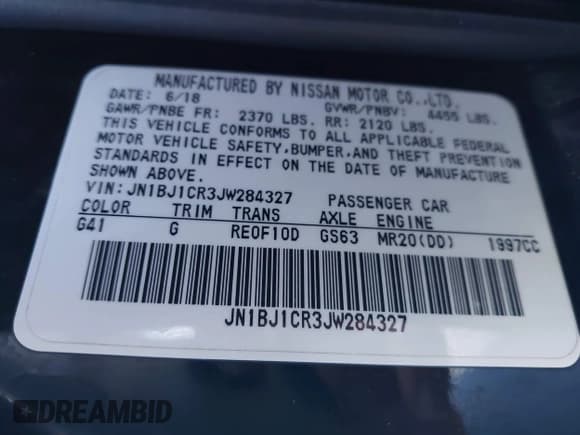 MANUFACTURED BY NISSAN MOTOR CO.,LTD.
DATE: 6/18 GVWR/PNBV: 4455 LBS.
GAWR/PNBE FR: 2370 LBS. RR: 2120 LBS.
THIS VEHICLE CONFORMS TO ALL APPLICABLE FEDERAL
MOTOR VEHICLE SAFETY,BUMPER,AND THEFT PREVENTION
STANDARDS IN EFFECT ON THE DATE OF MANUFACTURE
SHOWN ABOVE.
VIN: JN1BJ1CR3JW284327 PASSENGER CAR
COLOR TRIM TRANS AXLE ENGINE
G41 G RE0F10D GS63 MR20(DD) 1997CC
JN1BJ1CR3JW284327
DREAMBID